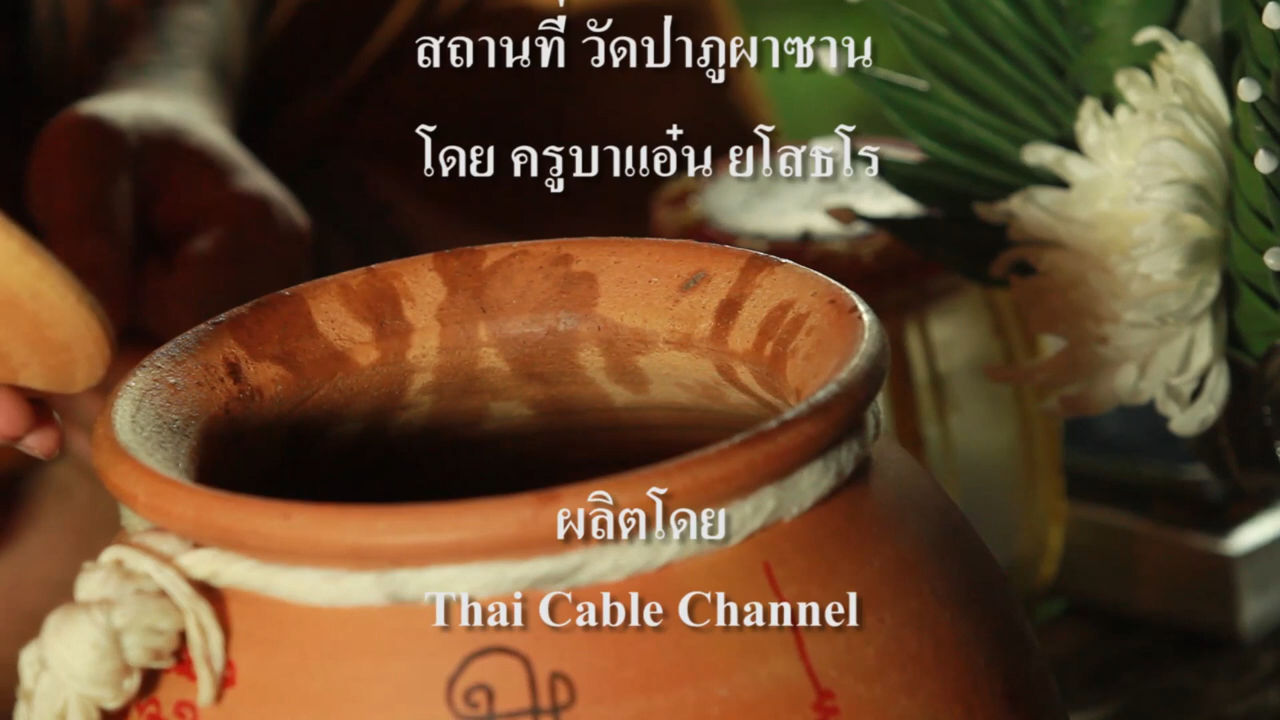 สถานที่ วัดป่าภูผาซาน
โดย ครูบาแอ๋น ยโสธโร
ผลิตโดย
Thai Cable Channel